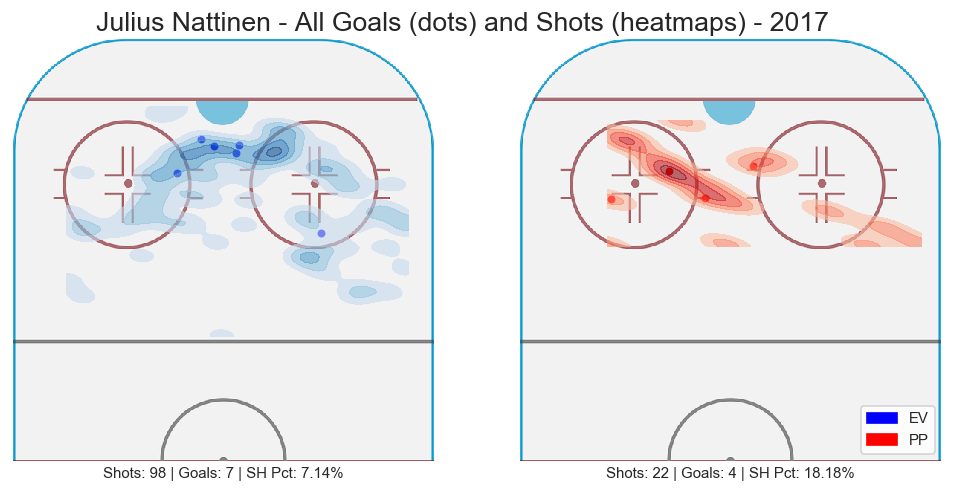 Julius Nattinen - All Goals (dots) and Shots (heatmaps) - 2017
EV
PP
Shots: 98 | Goals: 7 | SH Pct: 7.14%
Shots: 22 | Goals: 4 | SH Pct: 18.18%